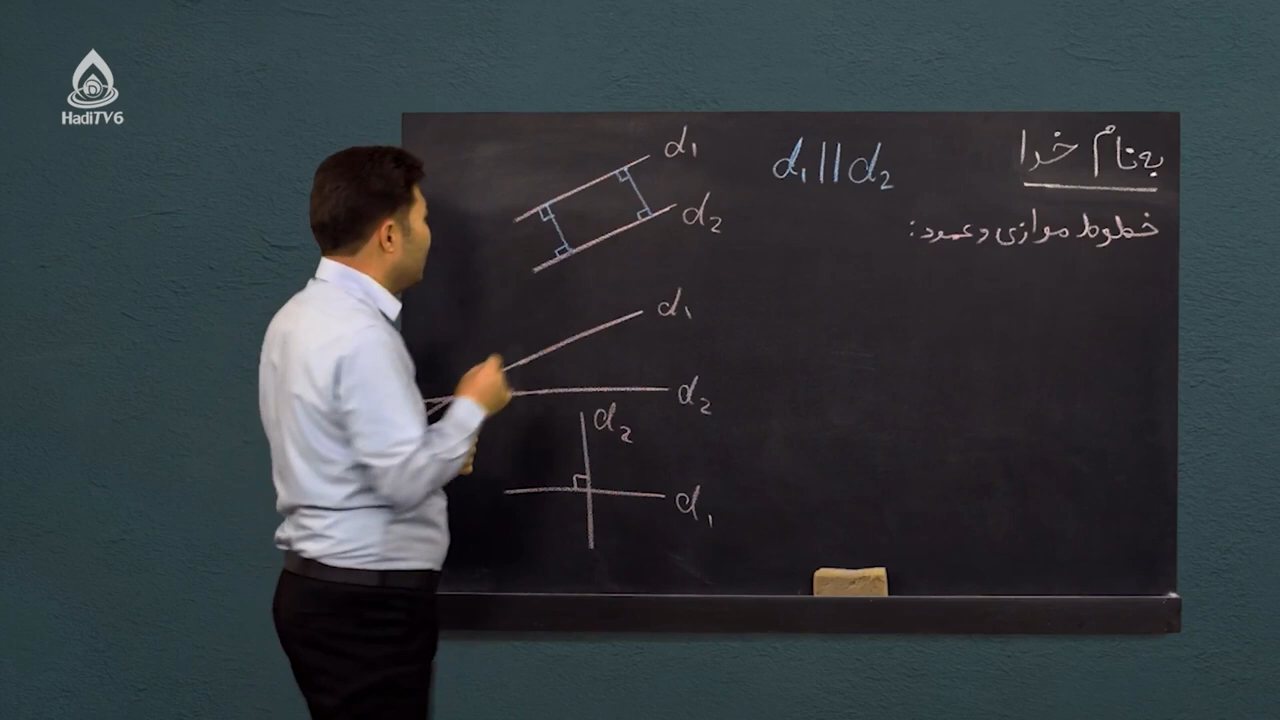 HadiTV6
به نام خدا
خطوط موازی و عمود:
d₁ || d₂
d₁
d₂
d₁
d₂
d₂
d₁